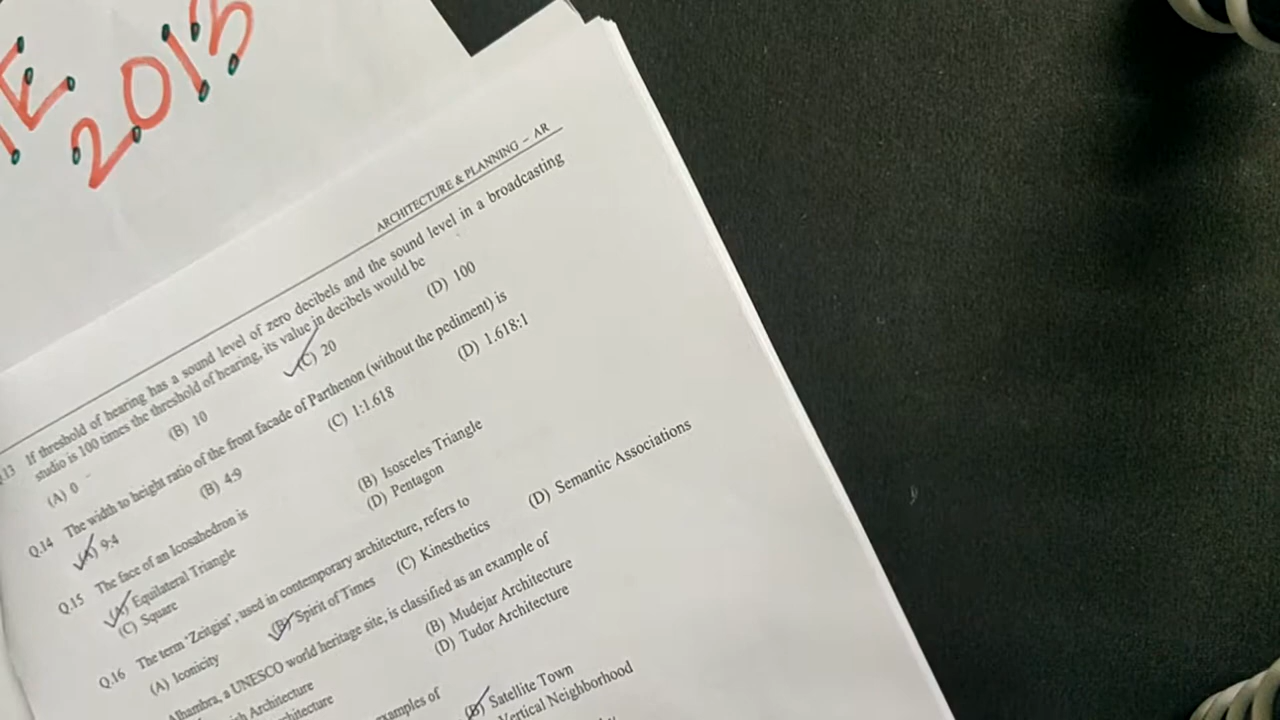 2013
ARCHITECTURE & PLANNING – AR
If threshold of hearing has a sound level of zero decibels and the sound level in a broadcasting
studio is 100 times the threshold of hearing, its value in decibels would be
(A) 0 (B) 10 (C) 20 (D) 100
Q.14 The width to height ratio of the front facade of Parthenon (without the pediment) is
(A) 9:4 (B) 4:9 (C) 1:1.618 (D) 1.618:1
Q.15 The face of an Icosahedron is
(A) Equilateral Triangle (B) Isosceles Triangle
(C) Square (D) Pentagon
Q.16 The term 'Zeitgist', used in contemporary architecture, refers to
(A) Iconicity (B) Spirit of Times (C) Kinesthetics (D) Semantic Associations
Alhambra, a UNESCO world heritage site, is classified as an example of
Architecture (B) Mudejar Architecture
(D) Tudor Architecture
examples of
(B) Satellite Town
Vertical Neighborhood